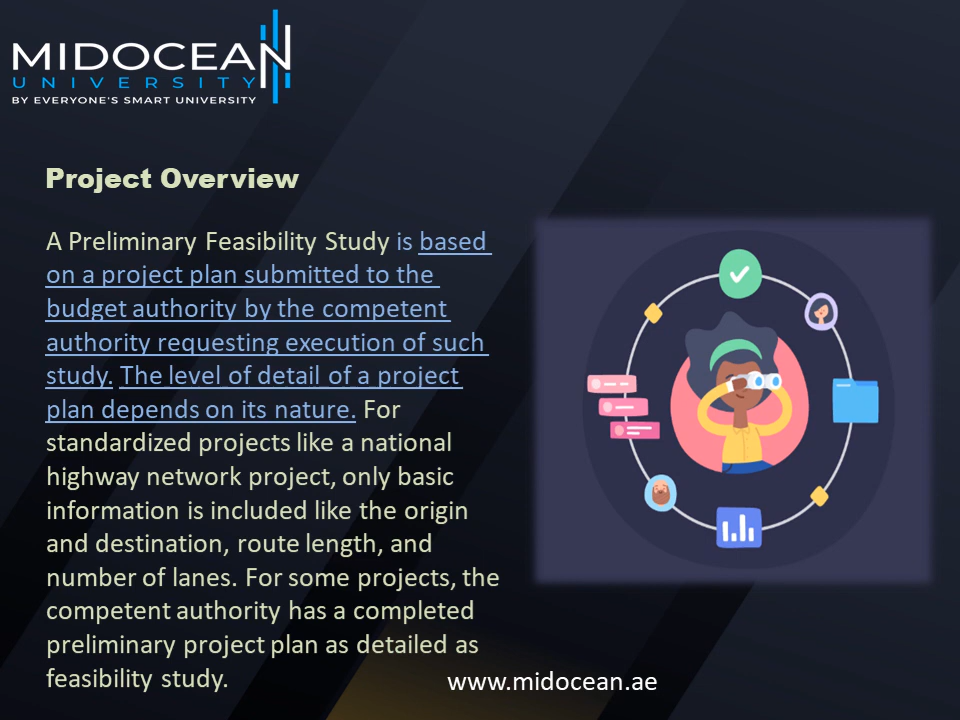 MIDOCEAN
UNIVERSITY
BY EVERYONE'S SMART UNIVERSITY
Project Overview
A Preliminary Feasibility Study is based
on a project plan submitted to the
budget authority by the competent
authority requesting execution of such
study. The level of detail of a project
plan depends on its nature. For
standardized projects like a national
highway network project, only basic
information is included like the origin
and destination, route length, and
number of lanes. For some projects, the
competent authority has a completed
preliminary project plan as detailed as
feasibility study.
www.midocean.ae